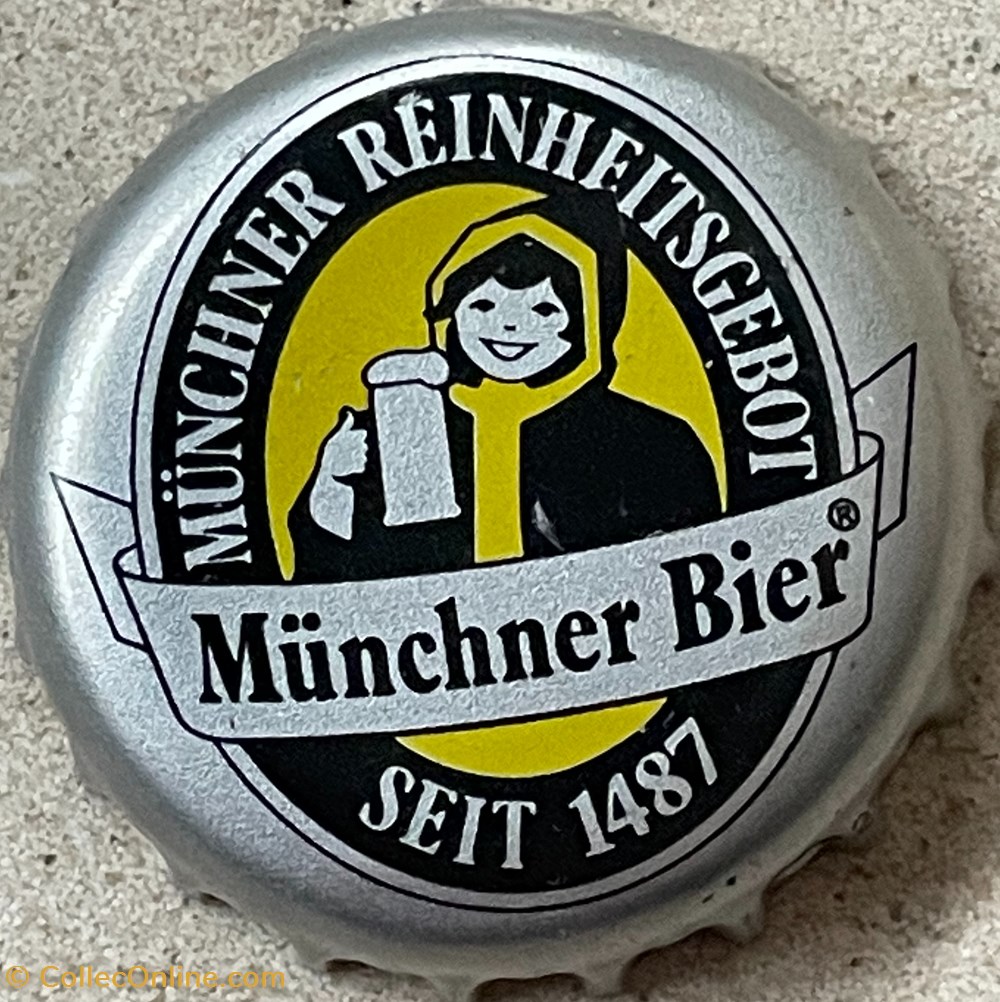 MÜNCHNER REINHEITSGEBOT
Münchner Bier®
SEIT 1487
© CollecOnline.com